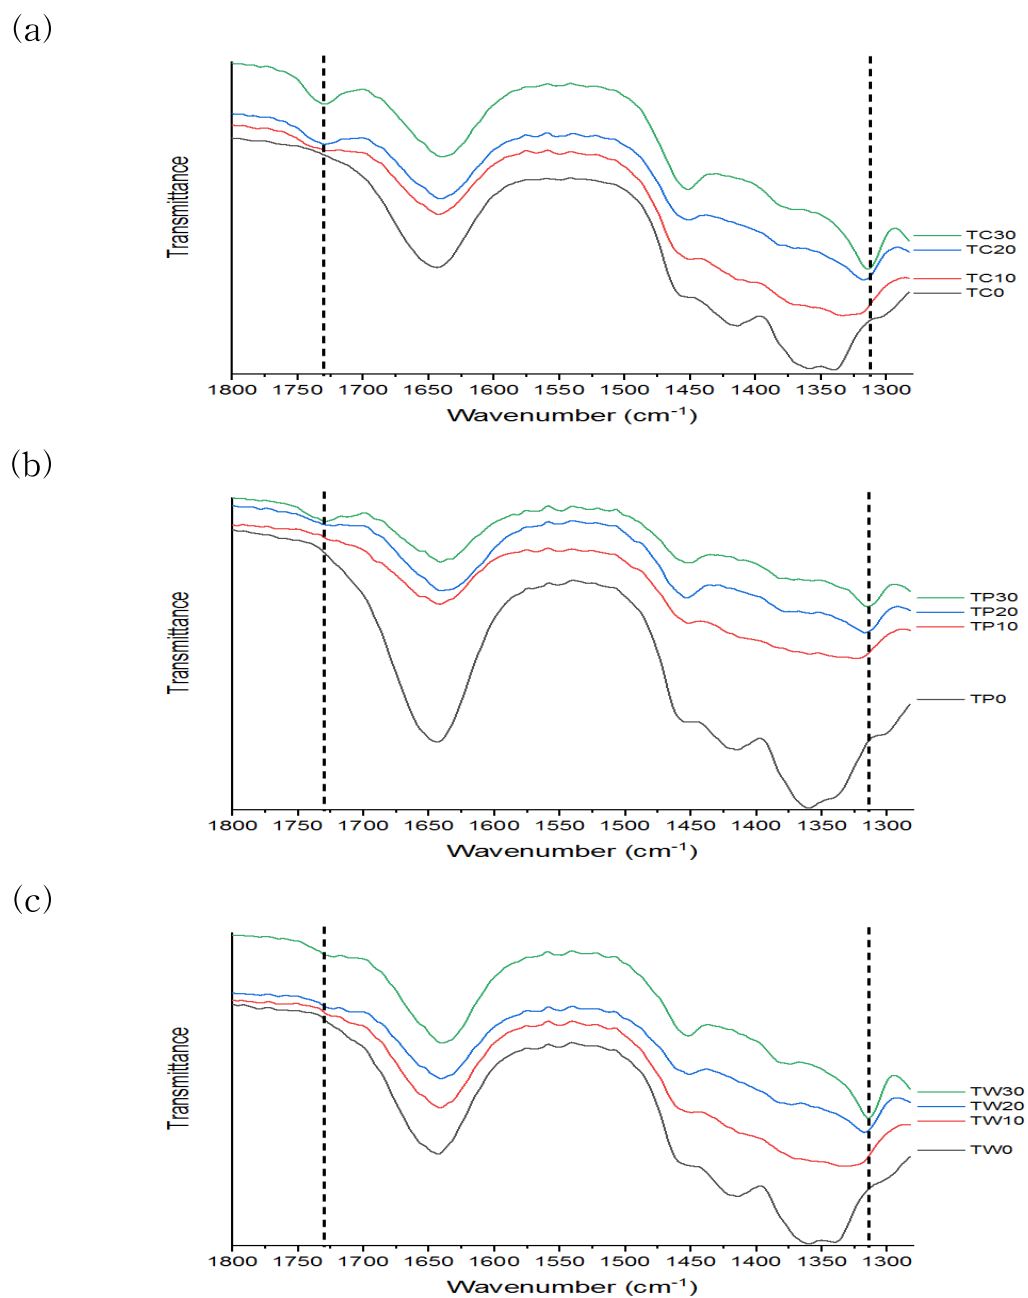 (a)
Transmittance
TC30
TC20
TC10
TC0
1800 1750 1700 1650 1600 1550 1500 1450 1400 1350 1300
Wavenumber (cm⁻¹)
(b)
Transmittance
TP30
TP20
TP10
TP0
1800 1750 1700 1650 1600 1550 1500 1450 1400 1350 1300
Wavenumber (cm⁻¹)
(c)
Transmittance
TW30
TW20
TW10
TW0
1800 1750 1700 1650 1600 1550 1500 1450 1400 1350 1300
Wavenumber (cm⁻¹)